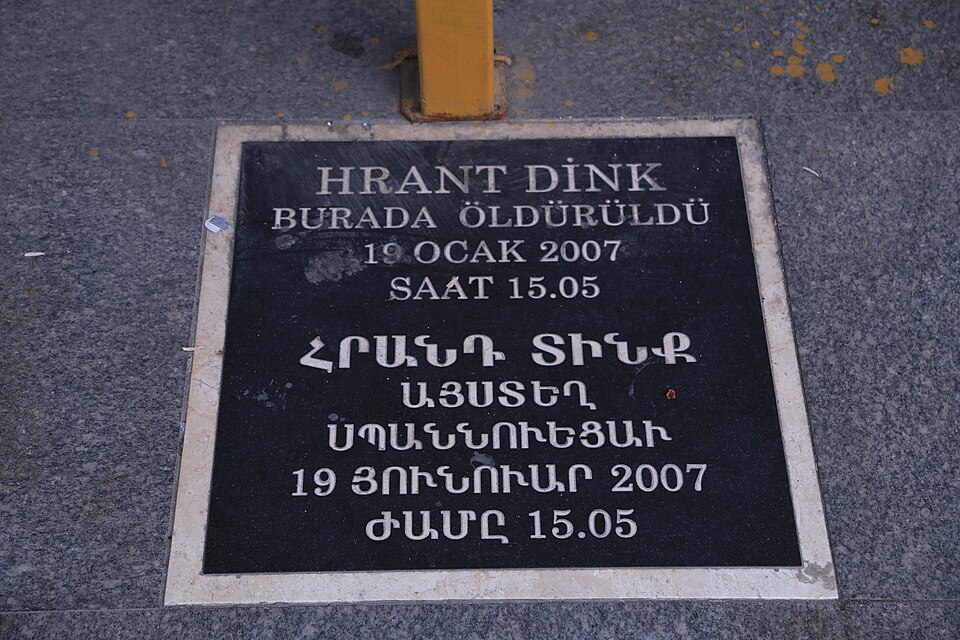 HRANT DİNK
BURADA ÖLDÜRÜLDÜ
19 OCAK 2007
SAAT 15.05
ՀՐԱՆԴ ՏԻՆՔ
ԱՅՍՏԵՂ
ՍՊԱՆՆՈՒԵՑԱՒ
19 ՅՈՒՆՈՒԱՐ 2007
ԺԱՄԸ 15.05